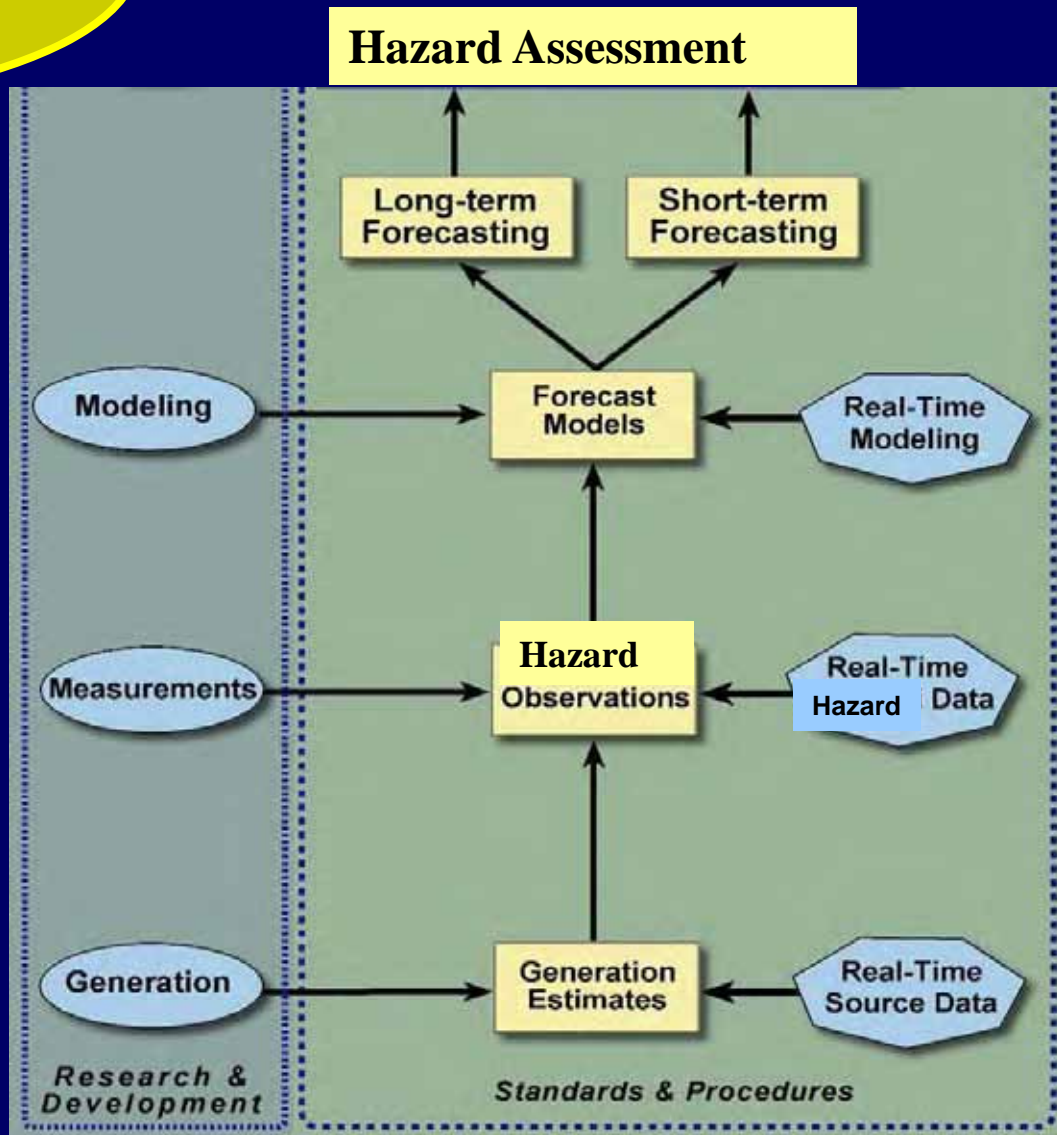 Hazard Assessment
Long-term
Forecasting
Short-term
Forecasting
Modeling
Forecast
Models
Real-Time
Modeling
Measurements
Hazard
Observations
Real-Time
Hazard Data
Generation
Generation
Estimates
Real-Time
Source Data
Research &
Development
Standards & Procedures